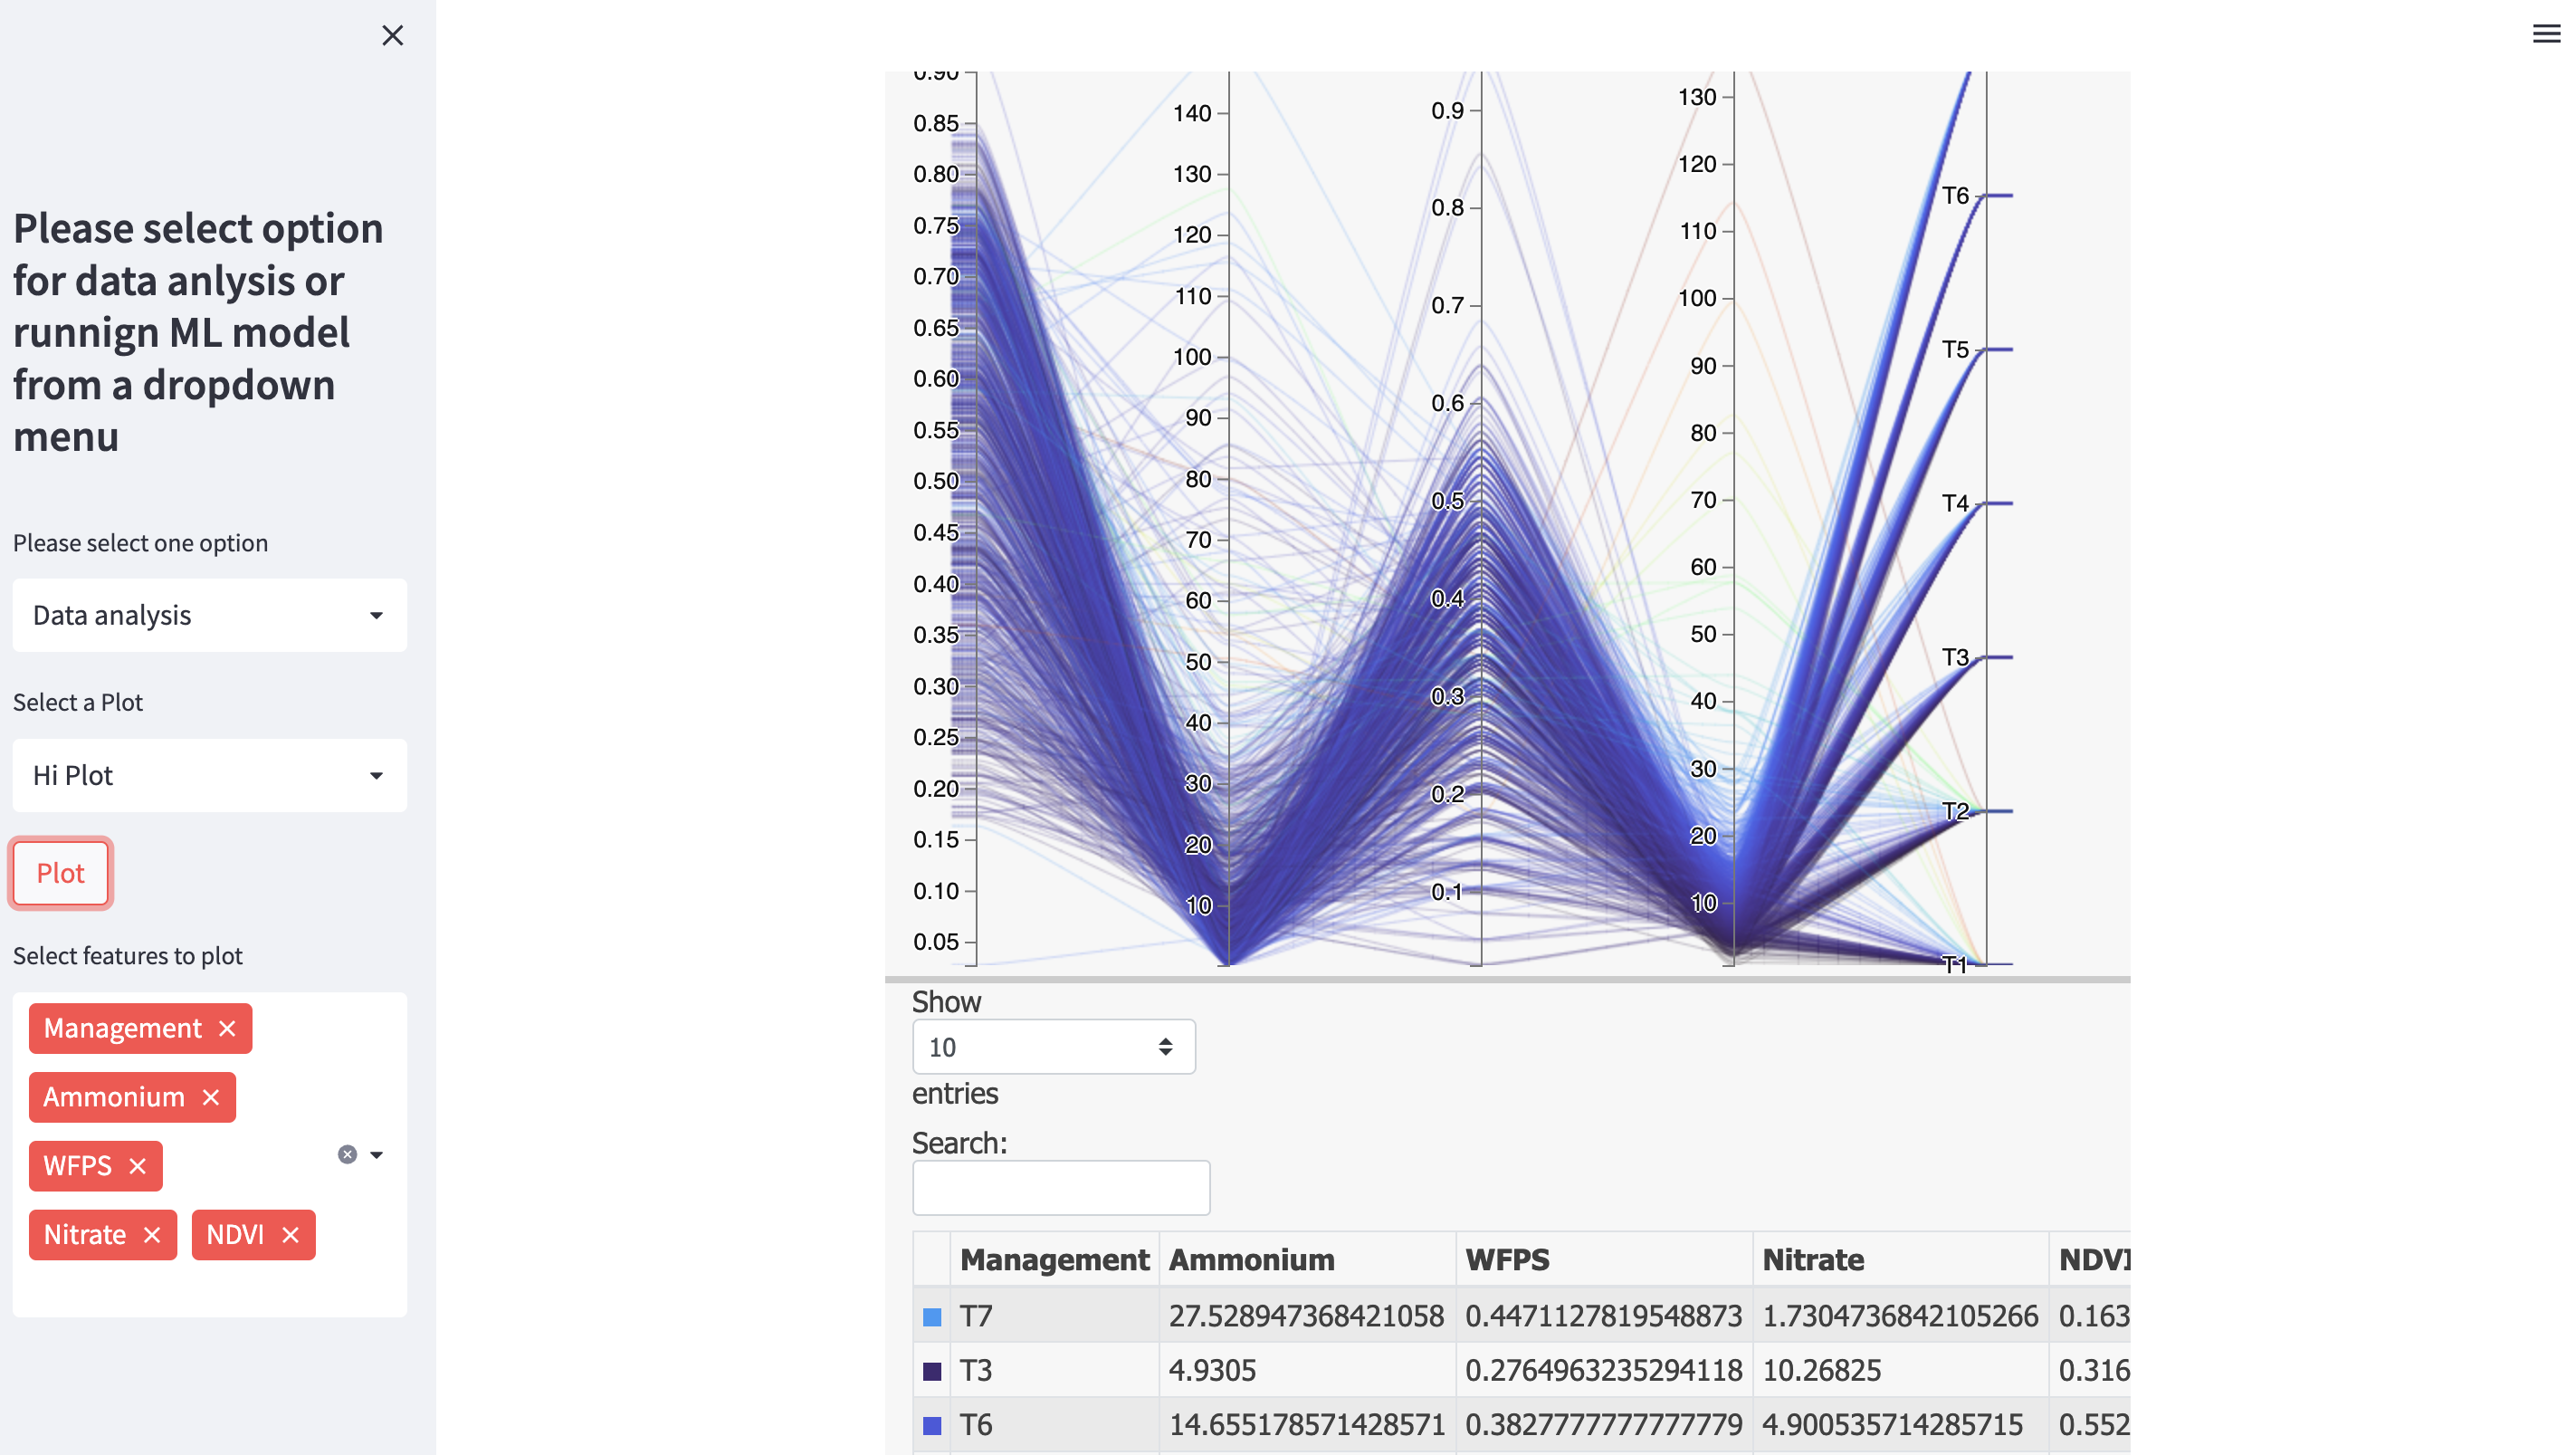 Please select option
for data anlysis or
runnign ML model
from a dropdown
menu
Please select one option
Data analysis
Select a Plot
Hi Plot
Plot
Select features to plot
Management
Ammonium
WFPS
Nitrate NDVI
0.90
0.85
0.80
0.75
0.70
0.65
0.60
0.55
0.50
0.45
0.40
0.35
0.30
0.25
0.20
0.15
0.10
0.05
140
130
120
110
100
90
80
70
60
50
40
30
20
10
0.9
0.8
0.7
0.6
0.5
0.4
0.3
0.2
0.1
130
120
110
100
90
80
70
60
50
40
30
20
10
T6
T5
T4
T3
T2
T1
Show
10
entries
Search:
Management Ammonium WFPS Nitrate NDVI
T7 27.528947368421058 0.4471127819548873 1.7304736842105266 0.163
T3 4.9305 0.2764963235294118 10.26825 0.316
T6 14.655178571428571 0.3827777777777779 4.900535714285715 0.552